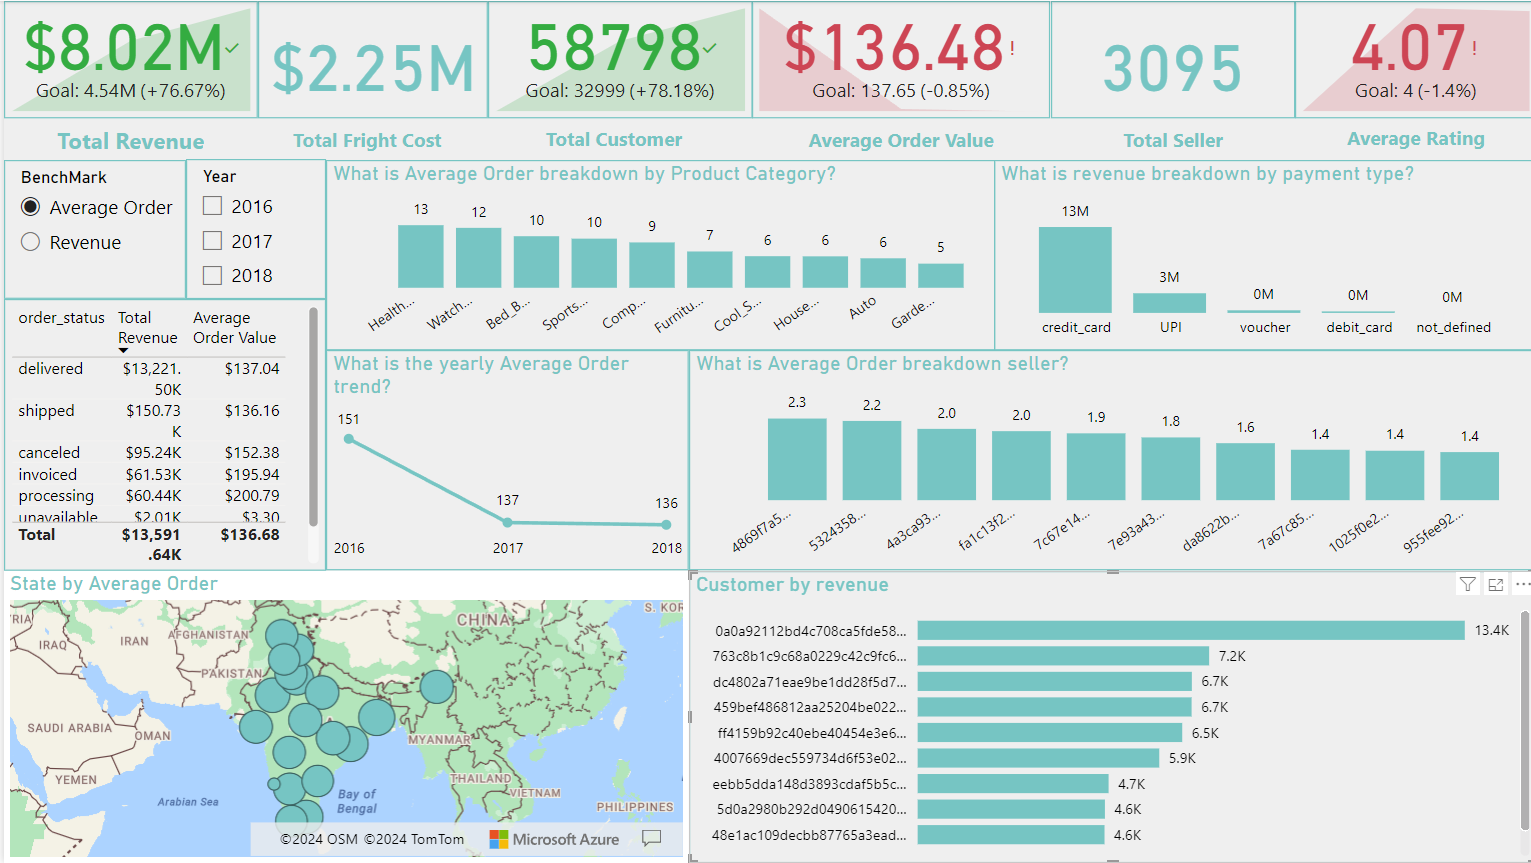 $8.02M
Goal: 4.54M (+76.67%)
$2.25M
58798
Goal: 32999 (+78.18%)
$136.48!
Goal: 137.65 (-0.85%)
3095
4.07!
Goal: 4 (-1.4%)
Total Revenue
Total Fright Cost
Total Customer
Average Order Value
Total Seller
Average Rating
BenchMark
Average Order
Revenue
Year
2016
2017
2018
What is Average Order breakdown by Product Category?
13
12
10
10
9
7
6
6
6
5
Health...
Watch...
Bed_B...
Sports...
Comp...
Furnitu...
Cool_S...
House...
Auto
Garde...
What is revenue breakdown by payment type?
13M
3M
0M
0M
0M
credit_card
UPI
voucher
debit_card
not_defined
order_status
Total
Revenue
Average
Order Value
delivered $13,221. $137.04
50K
shipped $150.73 $136.16
K
canceled $95.24K $152.38
invoiced $61.53K $195.94
processing $60.44K $200.79
unavailable $2.01K $3.30
Total $13,591 $136.68
.64K
What is the yearly Average Order
trend?
151
137
136
2016
2017
2018
What is Average Order breakdown seller?
2.3
2.2
2.0
2.0
1.9
1.8
1.6
1.4
1.4
1.4
4869f7a5...
5324358...
4a3ca93...
fa1c13f2...
7c67e14...
7e93a43...
da8622b...
7a67c85...
1025f0e2...
955fee92...
State by Average Order
S. KOR
CHINA
RIA
IRAQ
IRAN
AFGHANISTAN
PAKISTAN
SAUDI ARABIA
OMAN
MYANMAR
YEMEN
THAILAND
VIETNAM
Arabian Sea
Bay of
Bengal
PHILIPPINES
©2024 OSM ©2024 TomTom
Microsoft Azure
Customer by revenue
0a0a92112bd4c708ca5fde58... 13.4K
763c8b1c9c68a0229c42c9fc6... 7.2K
dc4802a71eae9be1dd28f5d7... 6.7K
459bef486812aa25204be022... 6.7K
ff4159b92c40ebe40454e3e6... 6.5K
4007669dec559734d6f53e02... 5.9K
eebb5dda148d3893cdaf5b5c... 4.7K
5d0a2980b292d0490615420... 4.6K
48e1ac109decbb87765a3ead... 4.6K